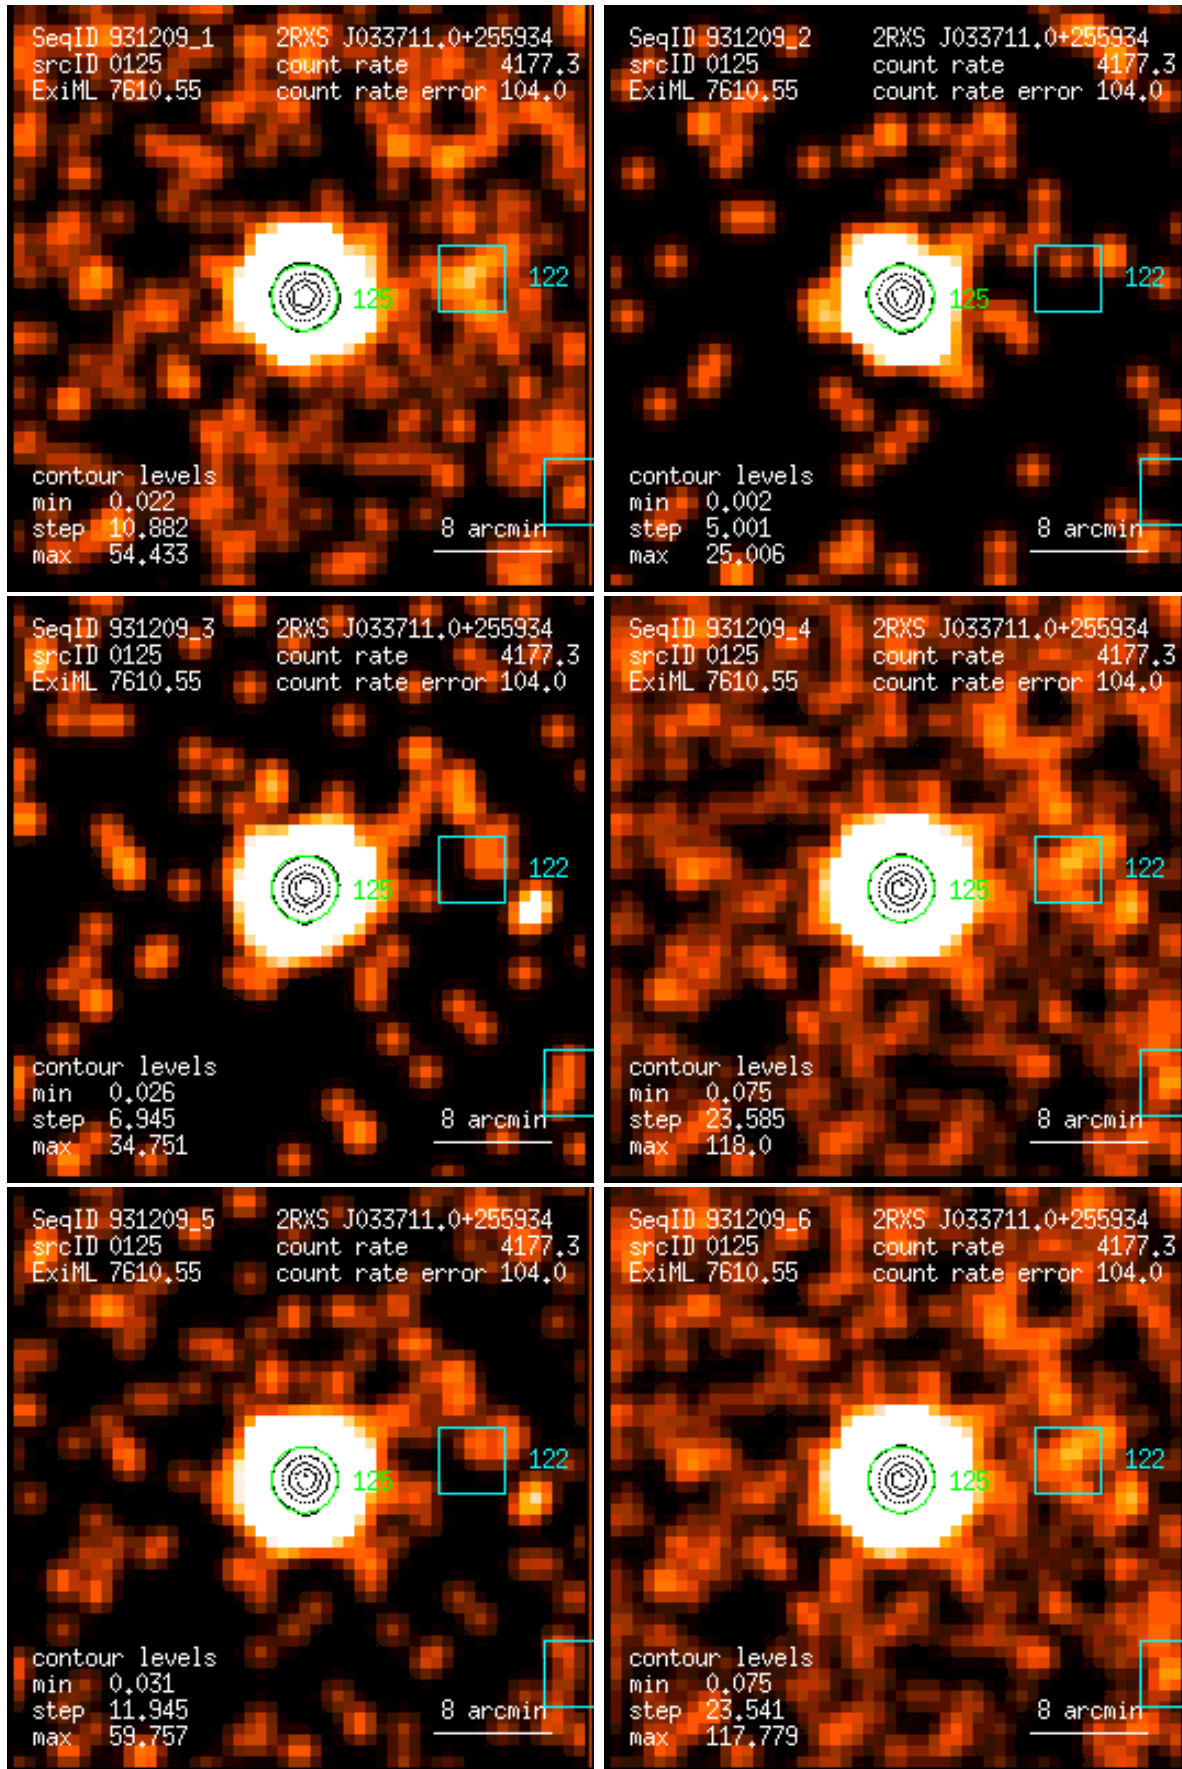 SeqID 931209_1 2RXS J033711.0+255934
srcID 0125 count rate 4177.3
ExiML 7610.55 count rate error 104.0
122
125
contour levels
min 0.022
step 10.882 8 arcmin
max 54.433
SeqID 931209_2 2RXS J033711.0+255934
srcID 0125 count rate 4177.3
ExiML 7610.55 count rate error 104.0
122
125
contour levels
min 0.002
step 5.001 8 arcmin
max 25.006
SeqID 931209_3 2RXS J033711.0+255934
srcID 0125 count rate 4177.3
ExiML 7610.55 count rate error 104.0
122
125
contour levels
min 0.026
step 6.945 8 arcmin
max 34.751
SeqID 931209_4 2RXS J033711.0+255934
srcID 0125 count rate 4177.3
ExiML 7610.55 count rate error 104.0
122
125
contour levels
min 0.075
step 23.585 8 arcmin
max 118.0
SeqID 931209_5 2RXS J033711.0+255934
srcID 0125 count rate 4177.3
ExiML 7610.55 count rate error 104.0
122
125
contour levels
min 0.031
step 11.945 8 arcmin
max 59.757
SeqID 931209_6 2RXS J033711.0+255934
srcID 0125 count rate 4177.3
ExiML 7610.55 count rate error 104.0
122
125
contour levels
min 0.075
step 23.541 8 arcmin
max 117.779